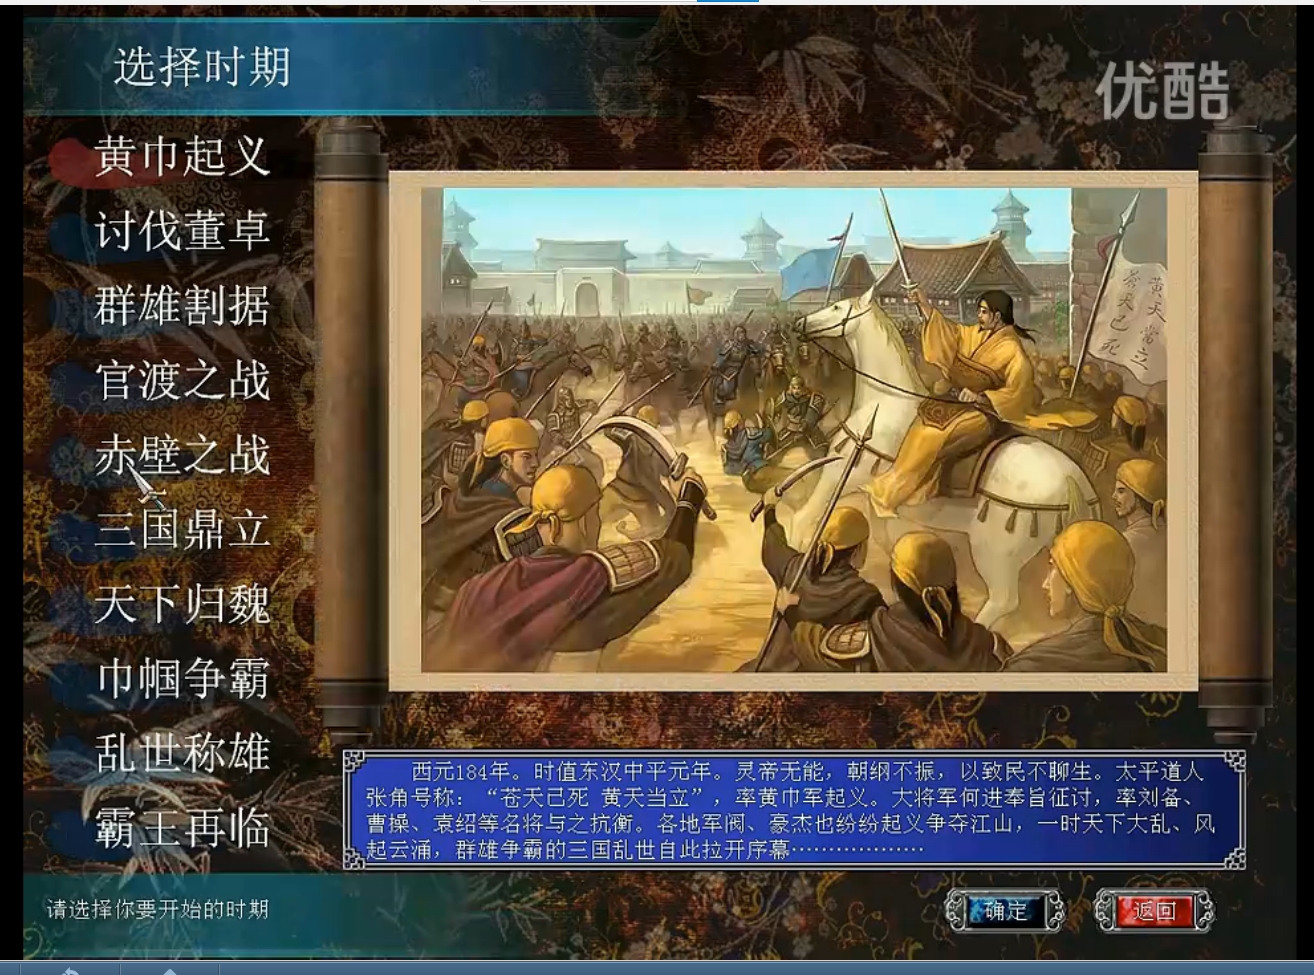 选择时期
优酷
黄巾起义
讨伐董卓
群雄割据
官渡之战
赤壁之战
三国鼎立
天下归魏
巾帼争霸
乱世称雄
霸王再临
黄天當立
苍天已死
西元184年。时值东汉中平元年。灵帝无能，朝纲不振，以致民不聊生。太平道人
张角号称：“苍天己死 黄天当立”，率黄巾军起义。大将军何进奉旨征讨，率刘备、
曹操、袁绍等名将与之抗衡。各地军阀、豪杰也纷纷起义争夺江山，一时天下大乱、风
起云涌，群雄争霸的三国乱世自此拉开序幕………………
请选择你要开始的时期
确定
返回